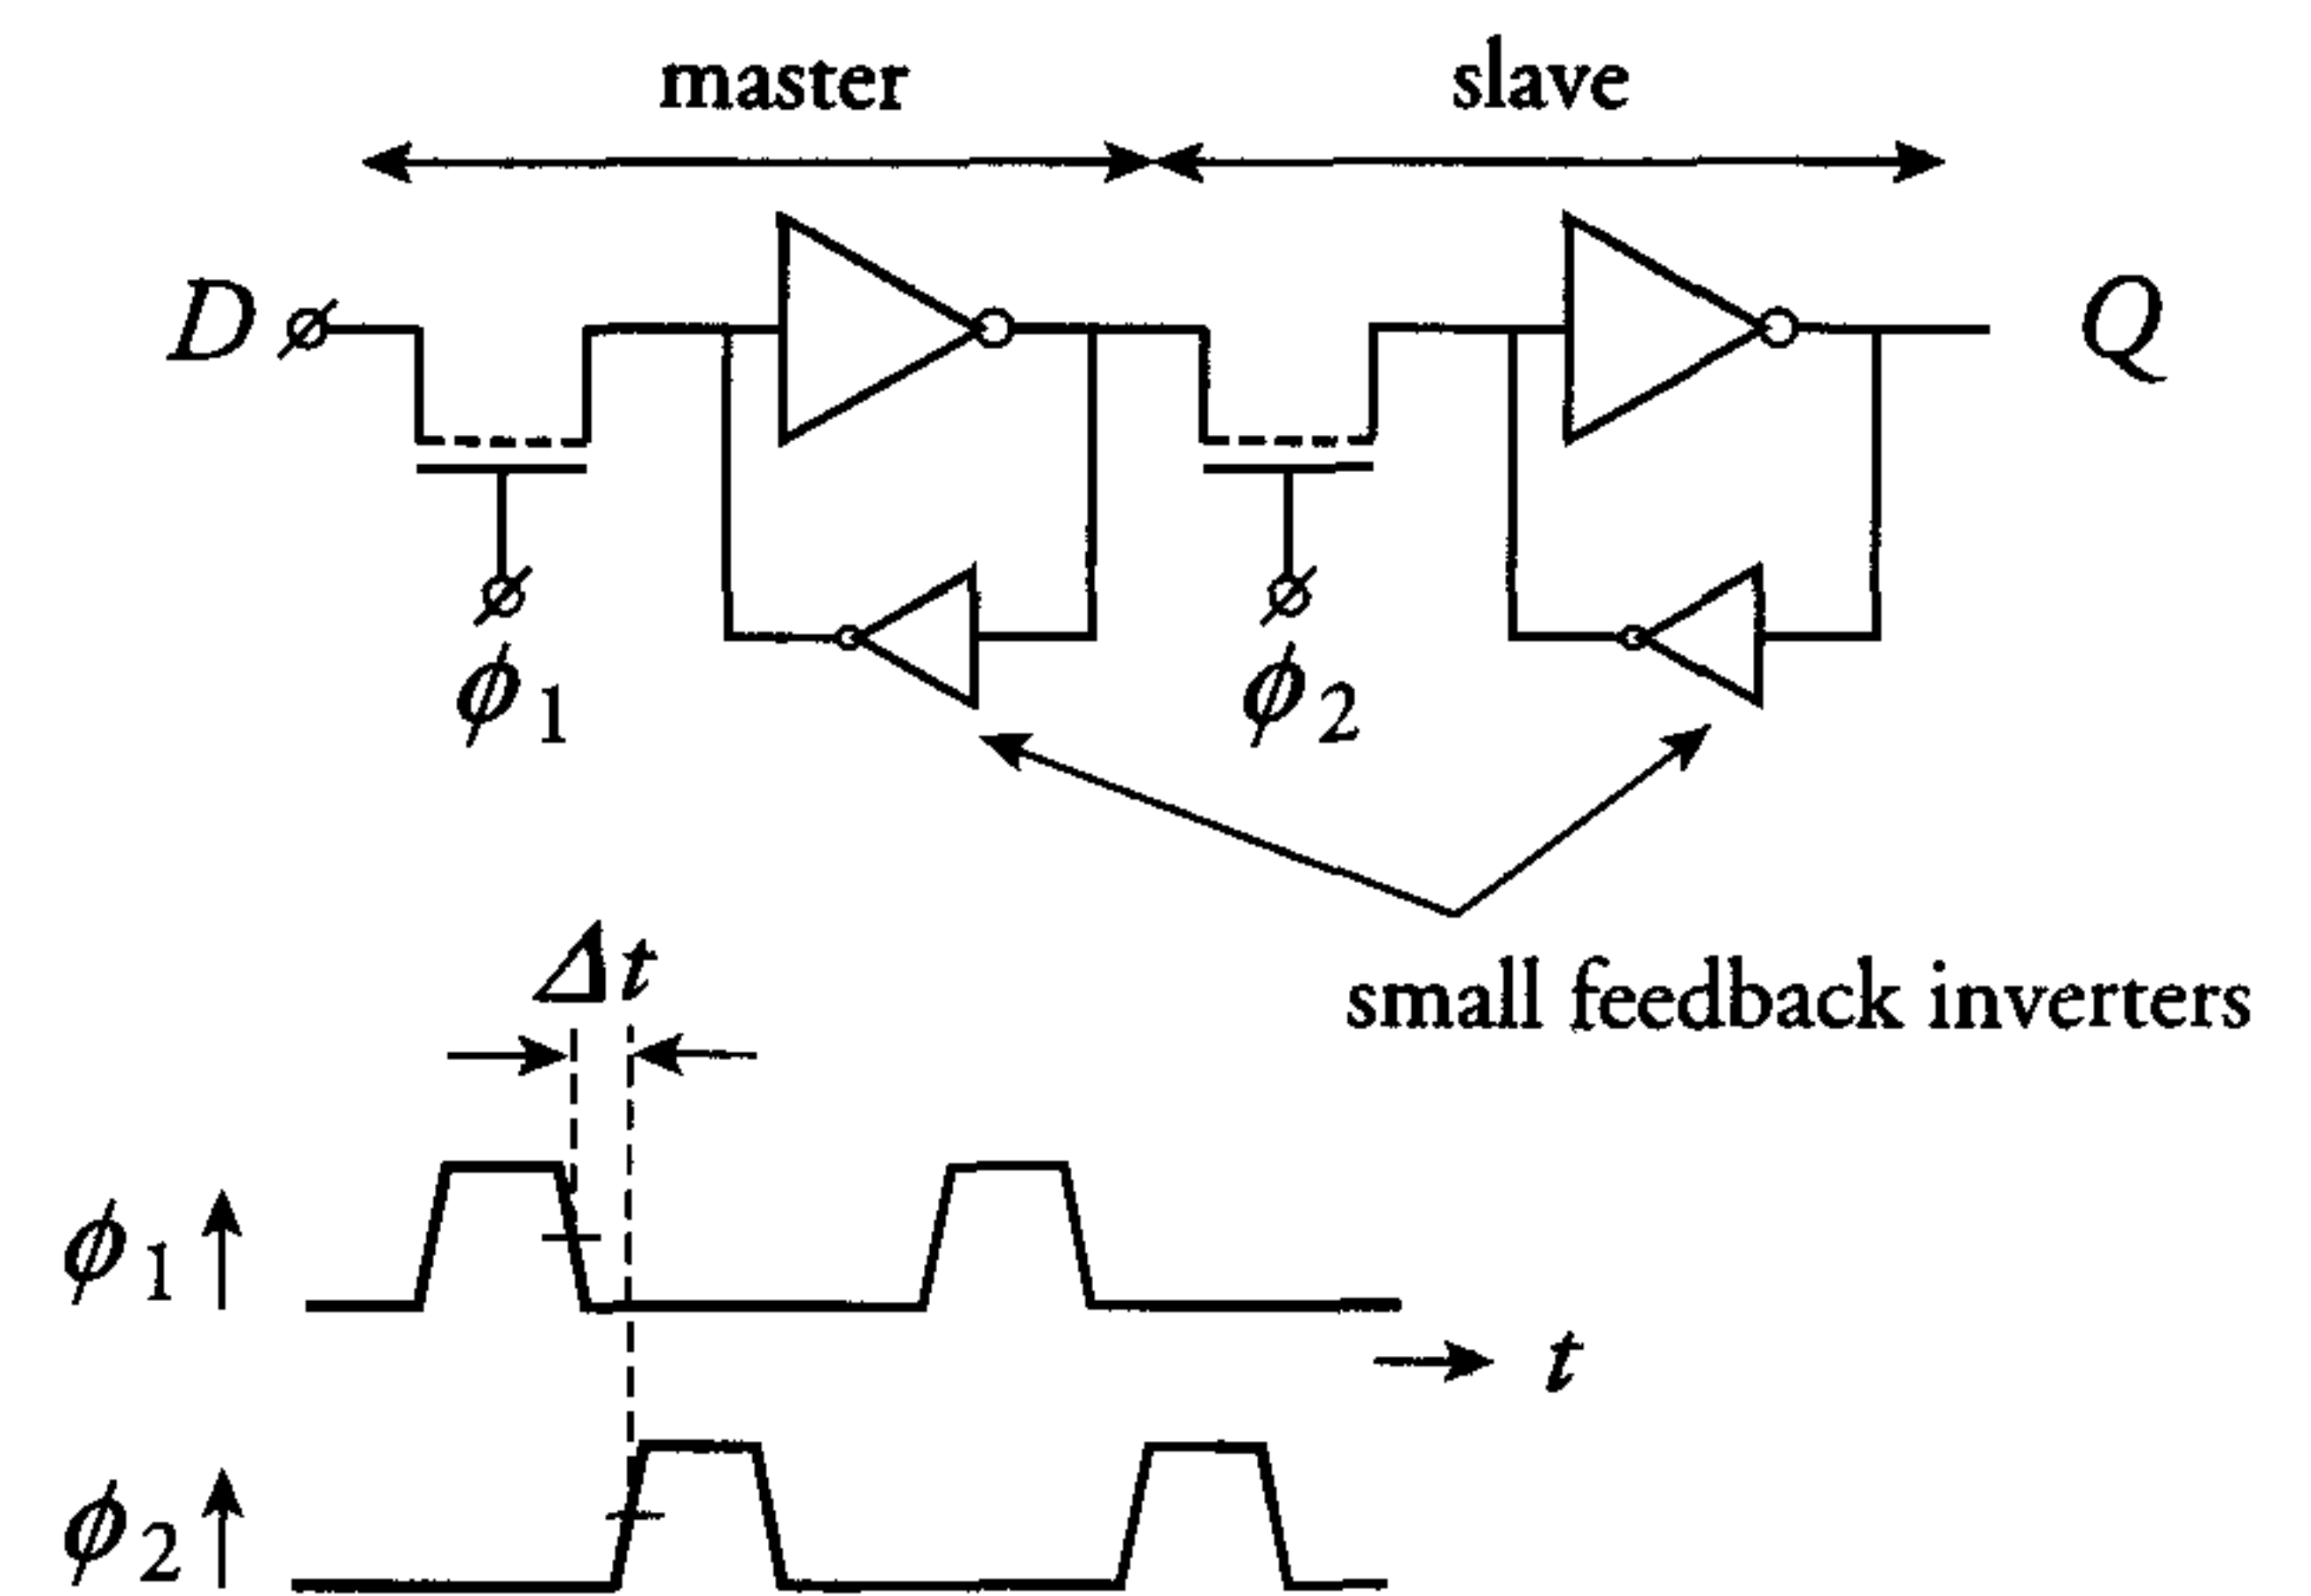 master slave
D Q
ϕ1 ϕ2
Δt
small feedback inverters
ϕ1
t
ϕ2